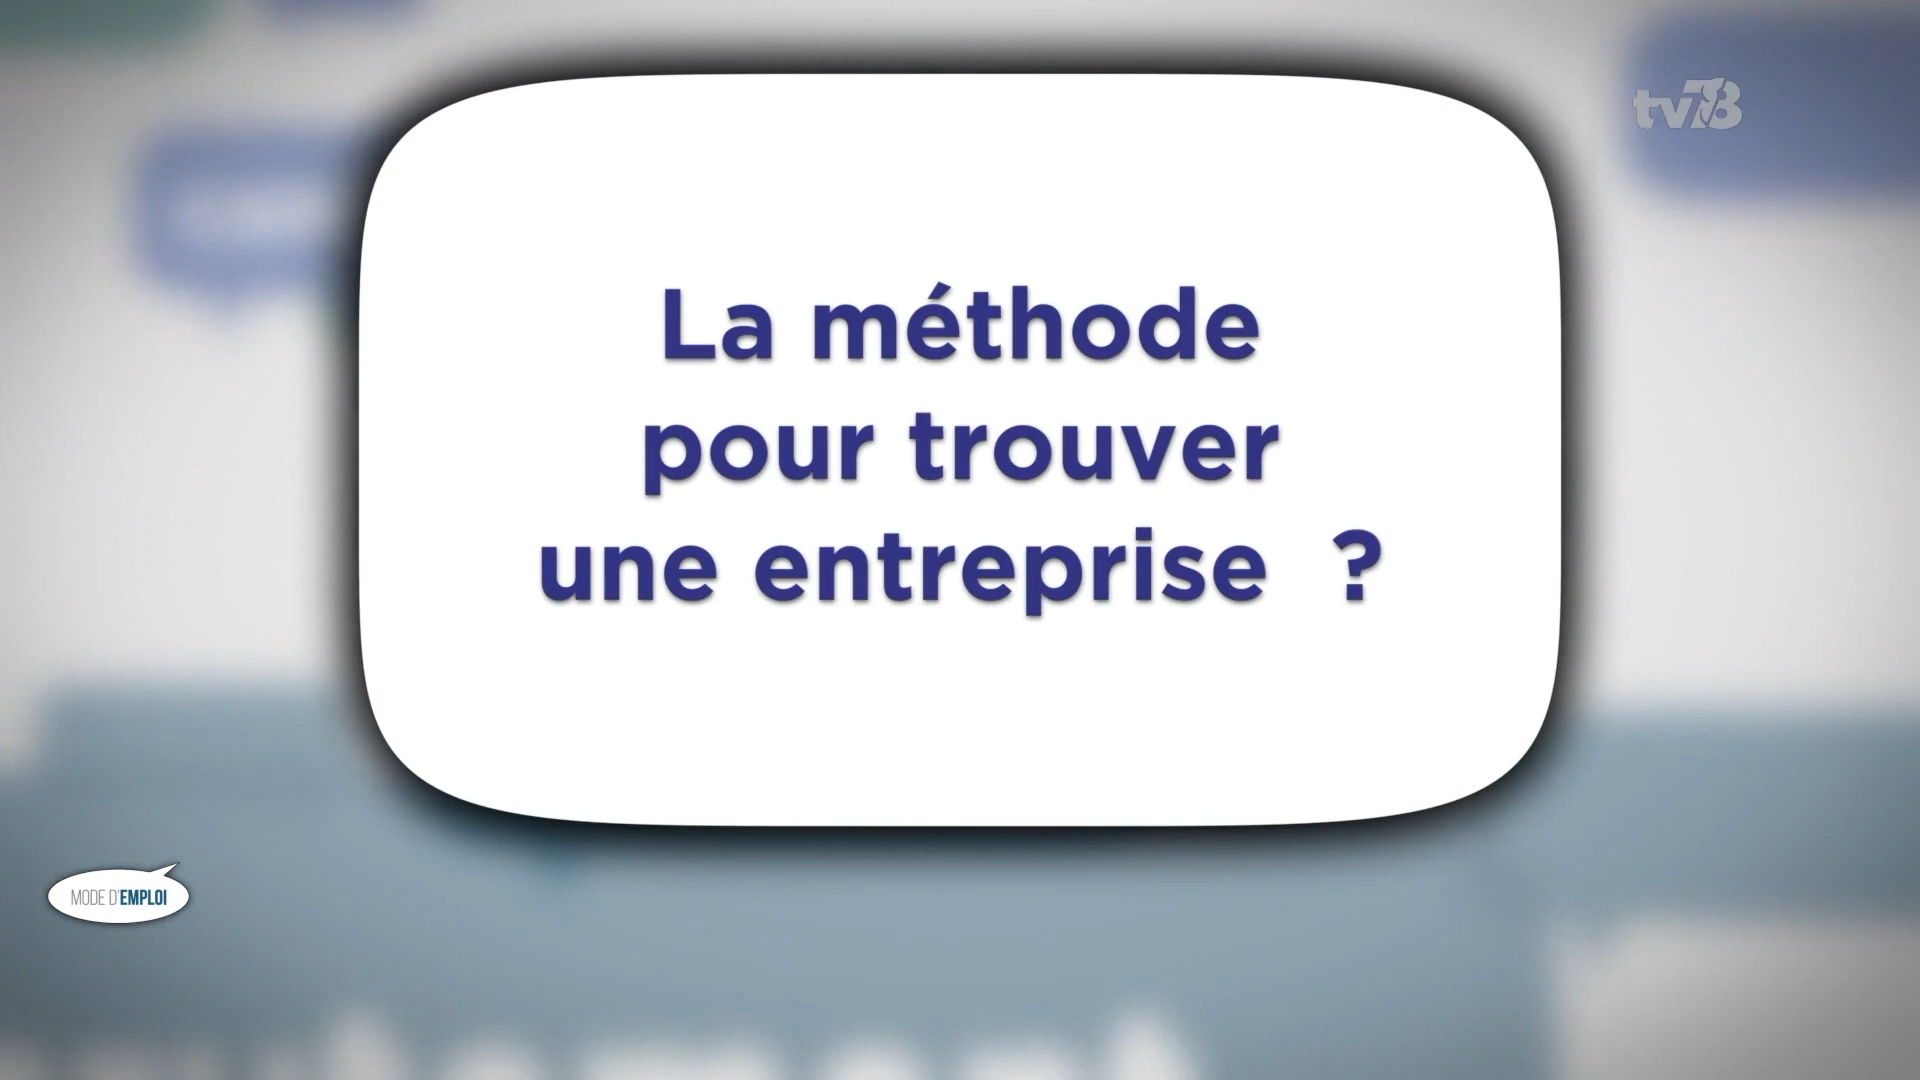 tv78
La méthode
pour trouver
une entreprise  ?
MODE D'EMPLOI